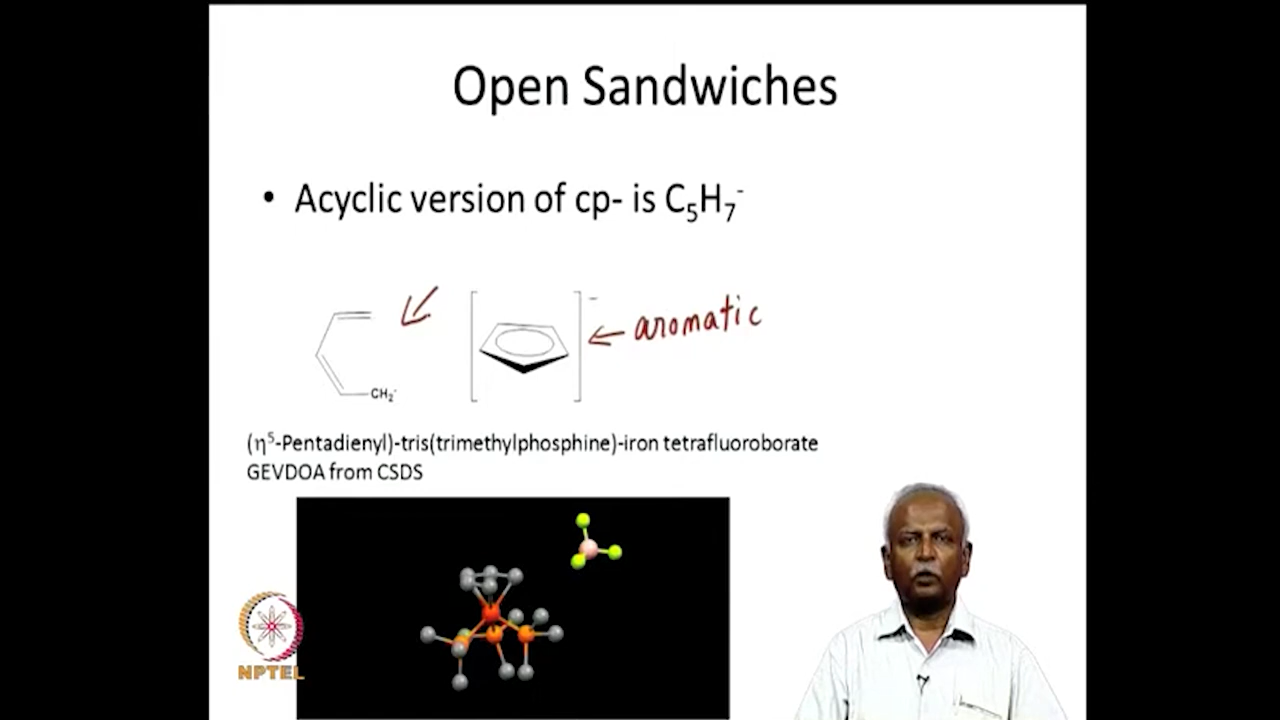 Open Sandwiches
• Acyclic version of cp- is C₅H₇⁻
aromatic
CH₂⁻
(η⁵-Pentadienyl)-tris(trimethylphosphine)-iron tetrafluoroborate
GEVDOA from CSDS
NPTEL